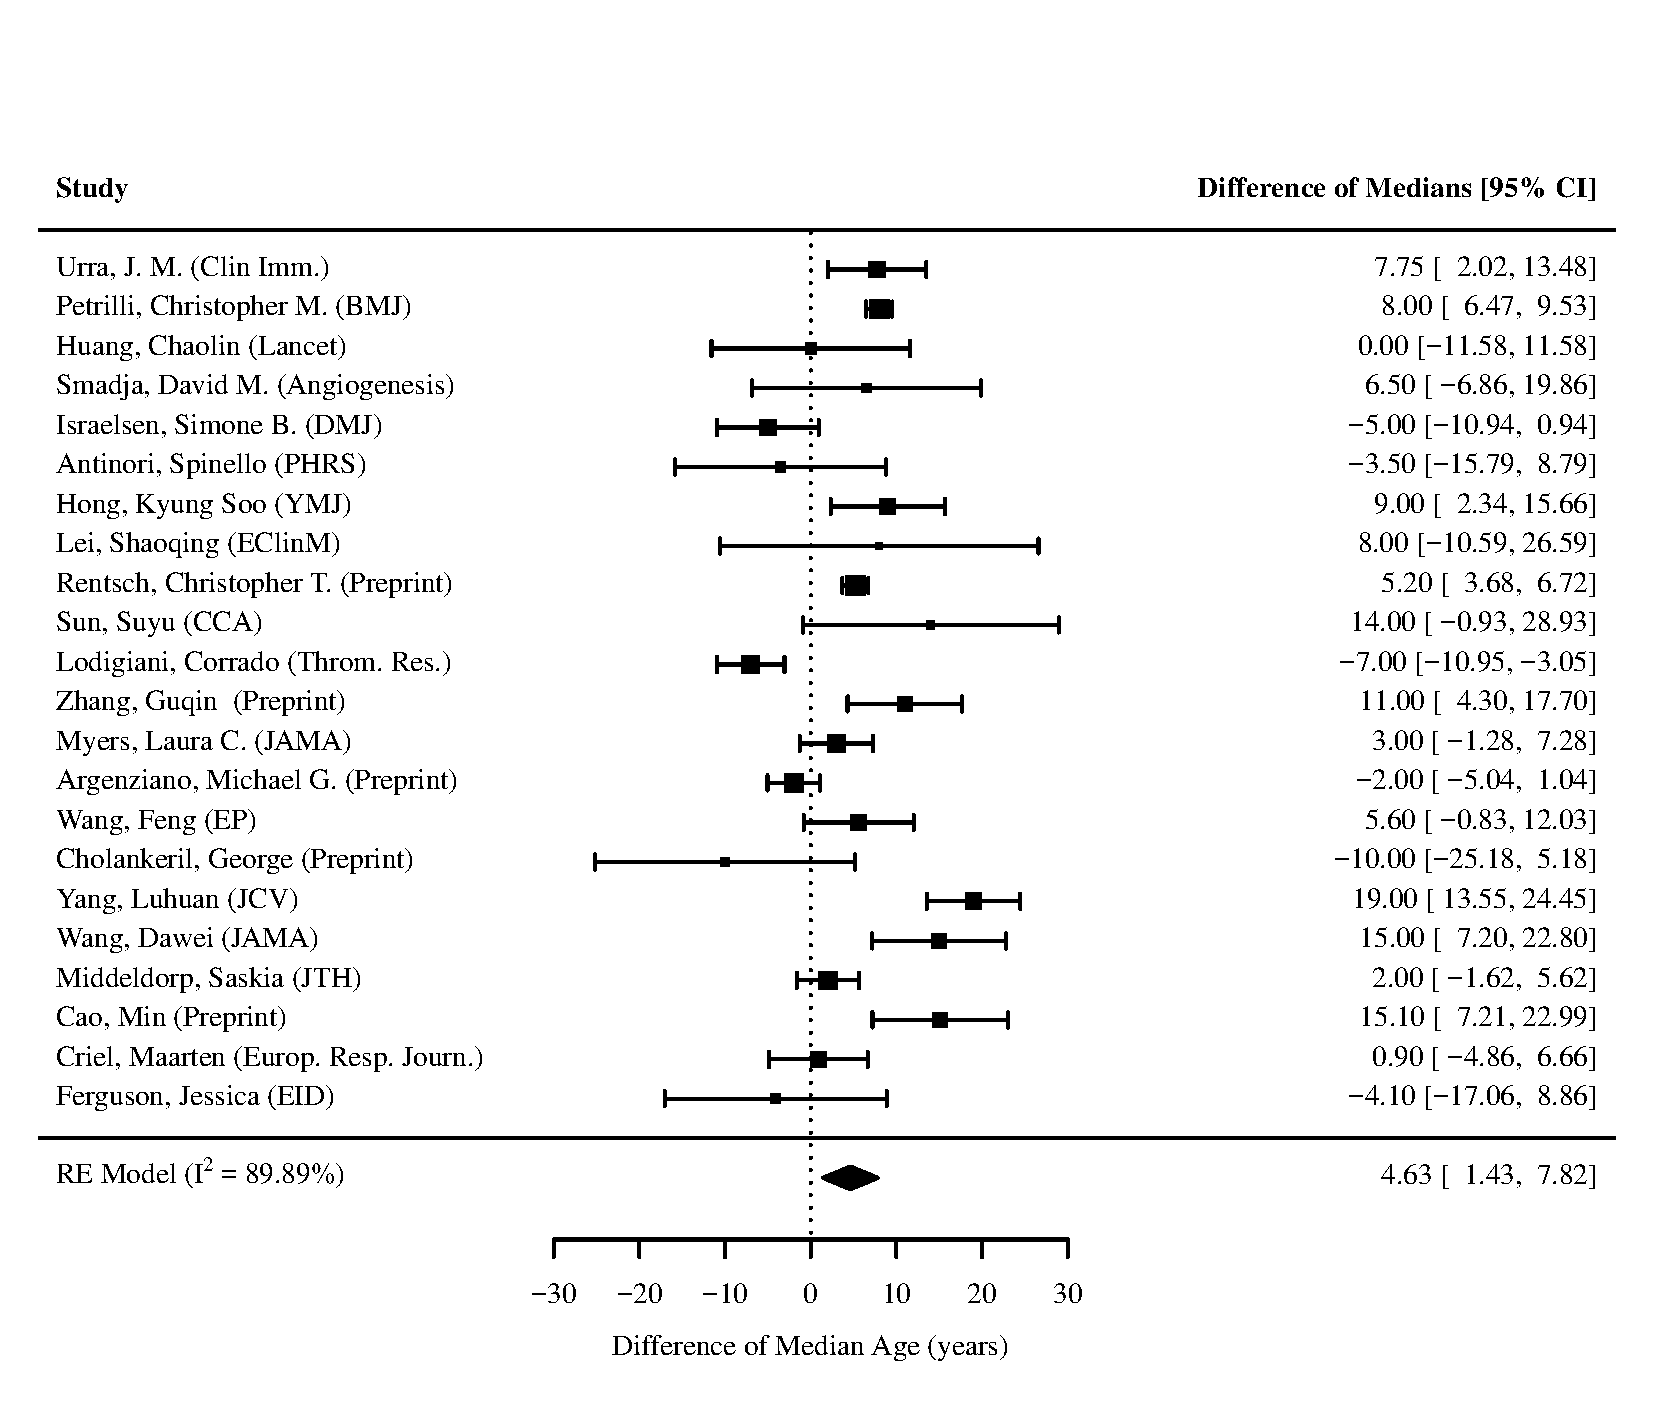 Study Difference of Medians [95% CI]
Urra, J. M. (Clin Imm.) 7.75 [ 2.02, 13.48]
Petrilli, Christopher M. (BMJ) 8.00 [ 6.47, 9.53]
Huang, Chaolin (Lancet) 0.00 [−11.58, 11.58]
Smadja, David M. (Angiogenesis) 6.50 [ −6.86, 19.86]
Israelsen, Simone B. (DMJ) −5.00 [−10.94, 0.94]
Antinori, Spinello (PHRS) −3.50 [−15.79, 8.79]
Hong, Kyung Soo (YMJ) 9.00 [ 2.34, 15.66]
Lei, Shaoqing (EClinM) 8.00 [−10.59, 26.59]
Rentsch, Christopher T. (Preprint) 5.20 [ 3.68, 6.72]
Sun, Suyu (CCA) 14.00 [ −0.93, 28.93]
Lodigiani, Corrado (Throm. Res.) −7.00 [−10.95, −3.05]
Zhang, Guqin (Preprint) 11.00 [ 4.30, 17.70]
Myers, Laura C. (JAMA) 3.00 [ −1.28, 7.28]
Argenziano, Michael G. (Preprint) −2.00 [ −5.04, 1.04]
Wang, Feng (EP) 5.60 [ −0.83, 12.03]
Cholankeril, George (Preprint) −10.00 [−25.18, 5.18]
Yang, Luhuan (JCV) 19.00 [ 13.55, 24.45]
Wang, Dawei (JAMA) 15.00 [ 7.20, 22.80]
Middeldorp, Saskia (JTH) 2.00 [ −1.62, 5.62]
Cao, Min (Preprint) 15.10 [ 7.21, 22.99]
Criel, Maarten (Europ. Resp. Journ.) 0.90 [ −4.86, 6.66]
Ferguson, Jessica (EID) −4.10 [−17.06, 8.86]
RE Model (I² = 89.89%) 4.63 [ 1.43, 7.82]
−30 −20 −10 0 10 20 30
Difference of Median Age (years)